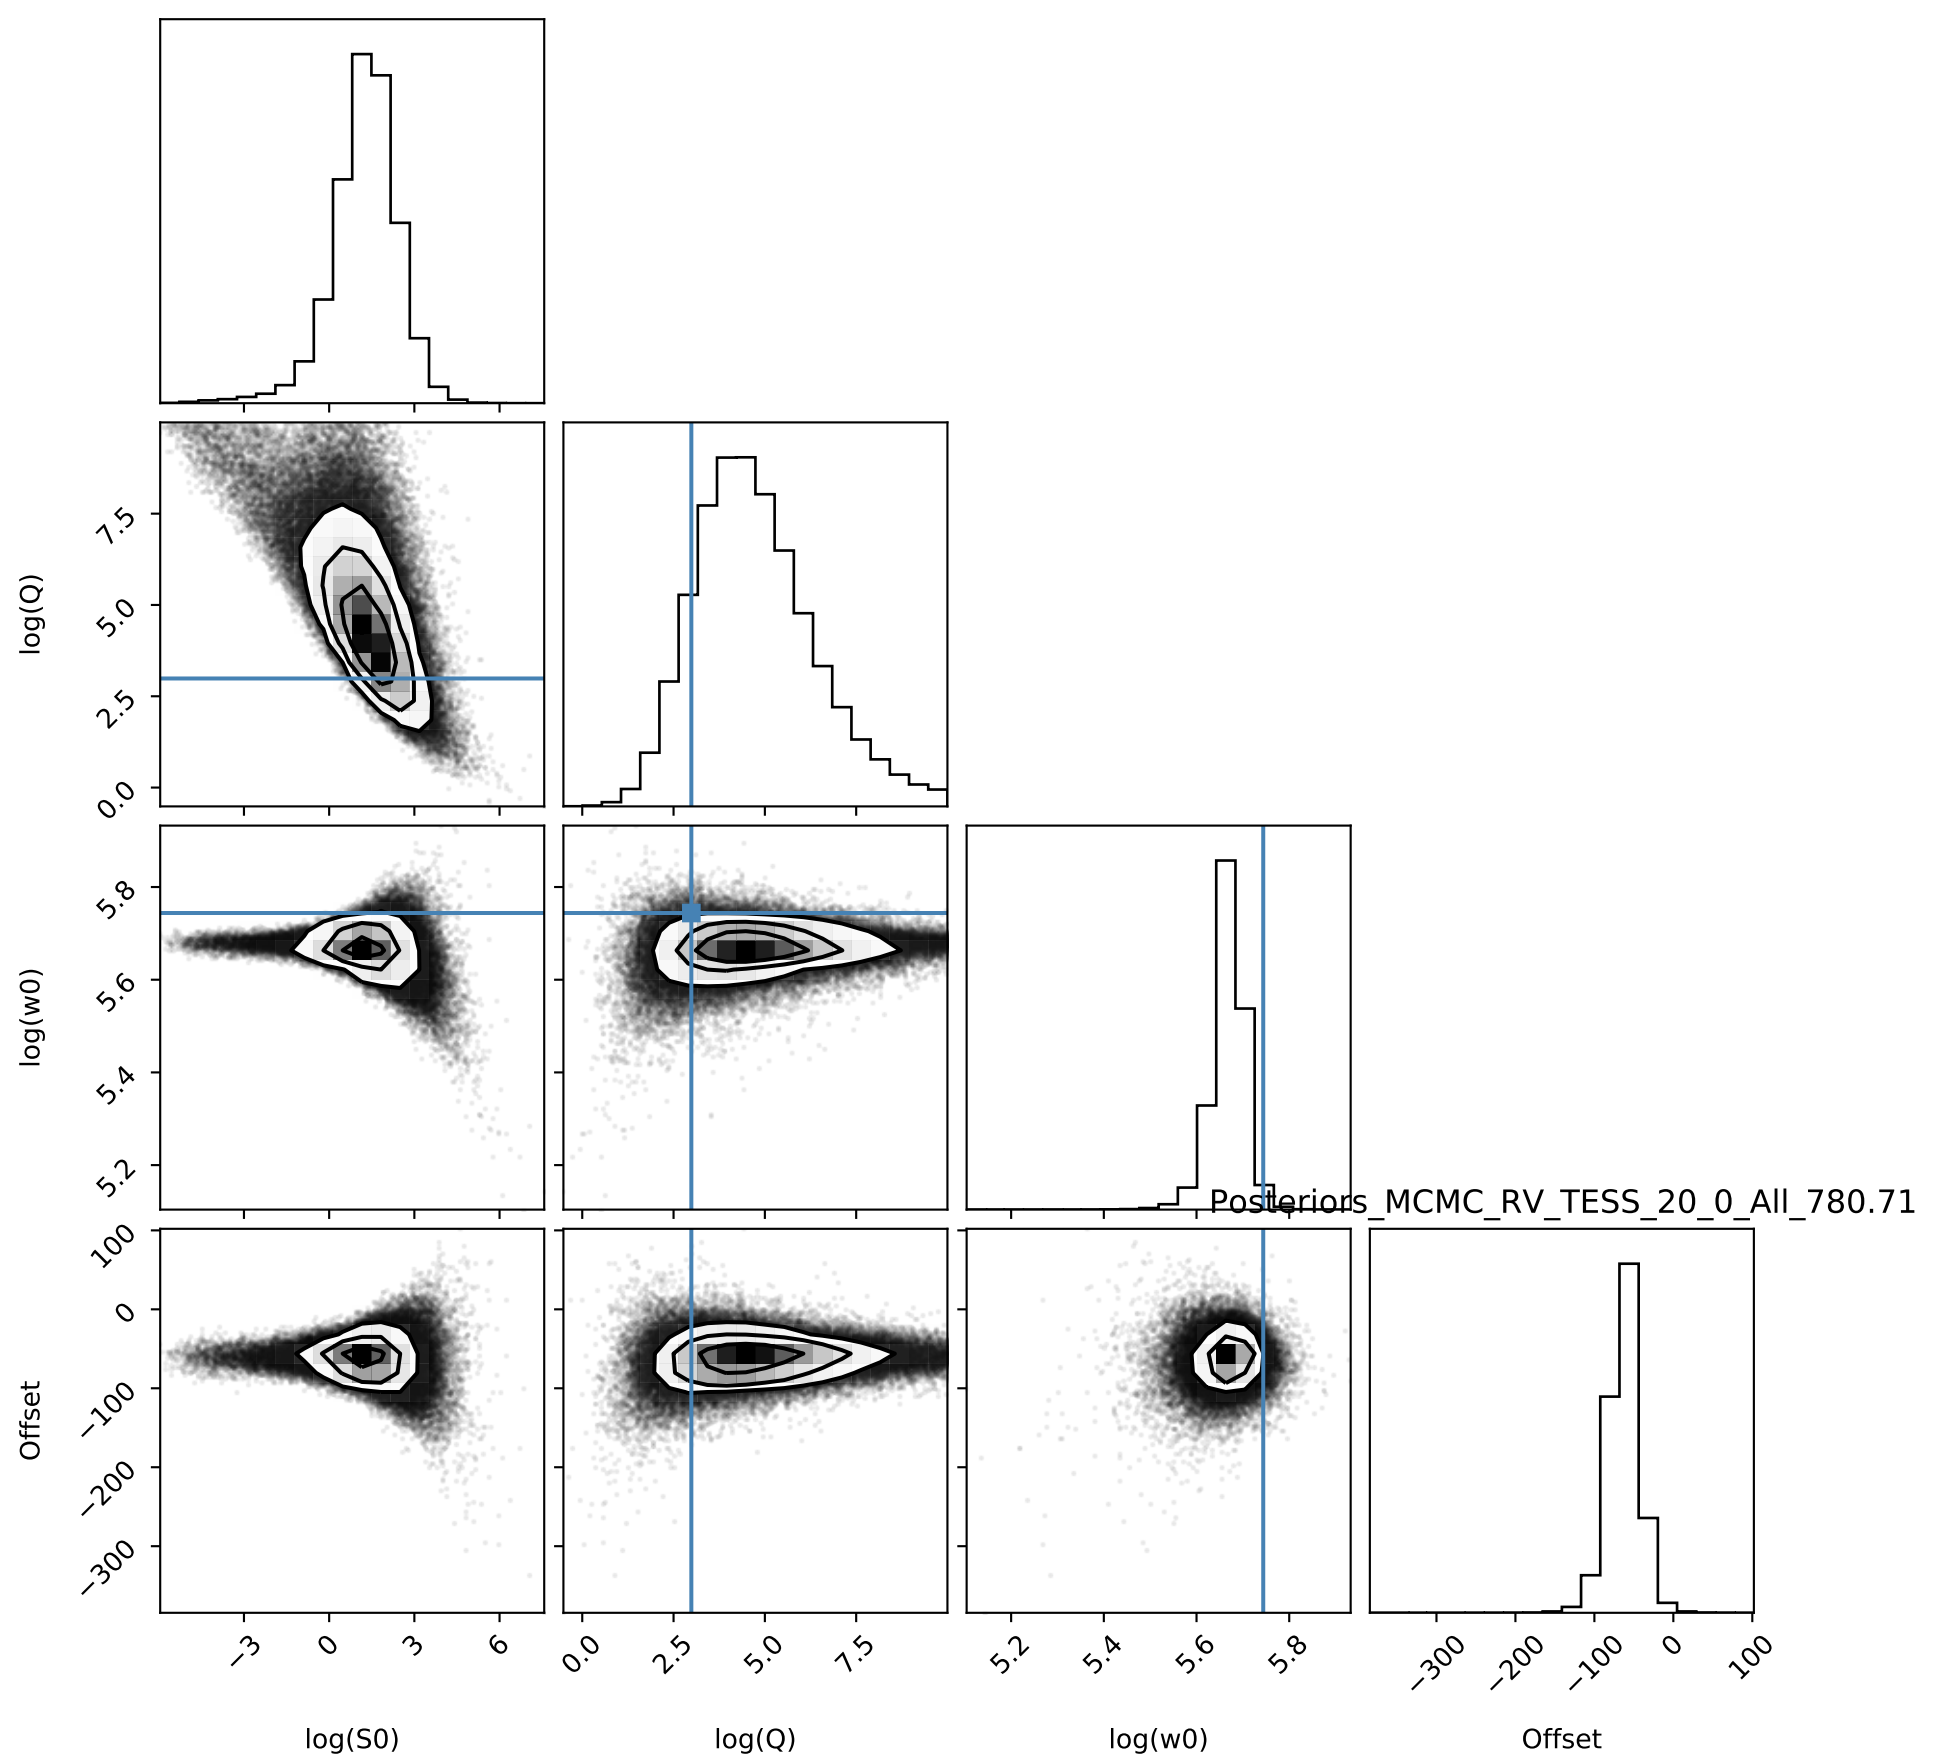 log(Q)
7.5
5.0
2.5
0.0
log(w0)
5.8
5.6
5.4
5.2
Posteriors_MCMC_RV_TESS_20_0_All_780.71
Offset
100
0
−100
−200
−300
−3 0 3 6 0.0 2.5 5.0 7.5 5.2 5.4 5.6 5.8 −300 −200 −100 0 100
log(S0) log(Q) log(w0) Offset